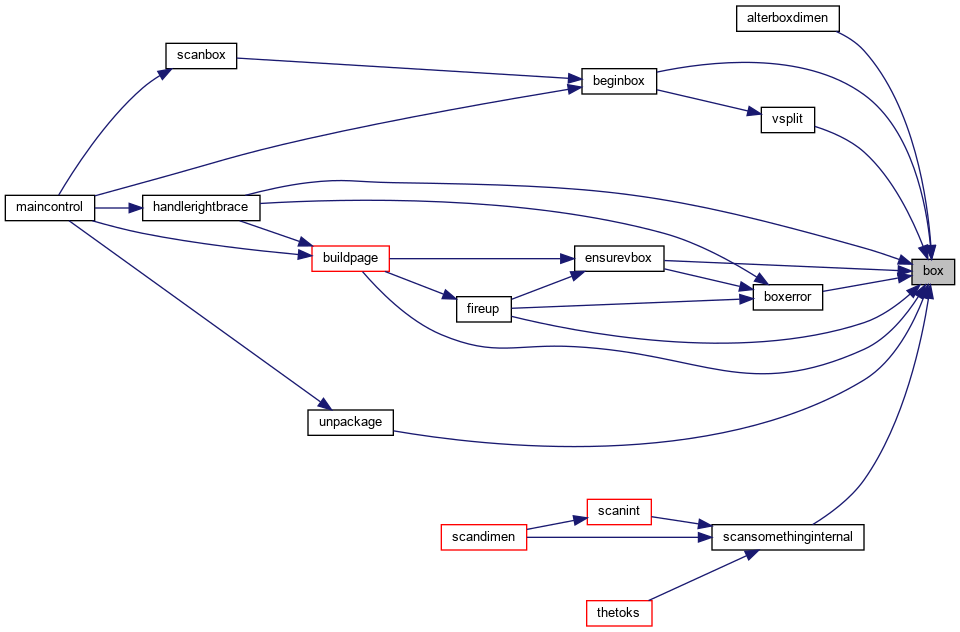 alterboxdimen
scanbox
beginbox
vsplit
maincontrol
handlerightbrace
buildpage
ensurevbox
box
fireup
boxerror
unpackage
scanint
scandimen
scansomethinginternal
thetoks